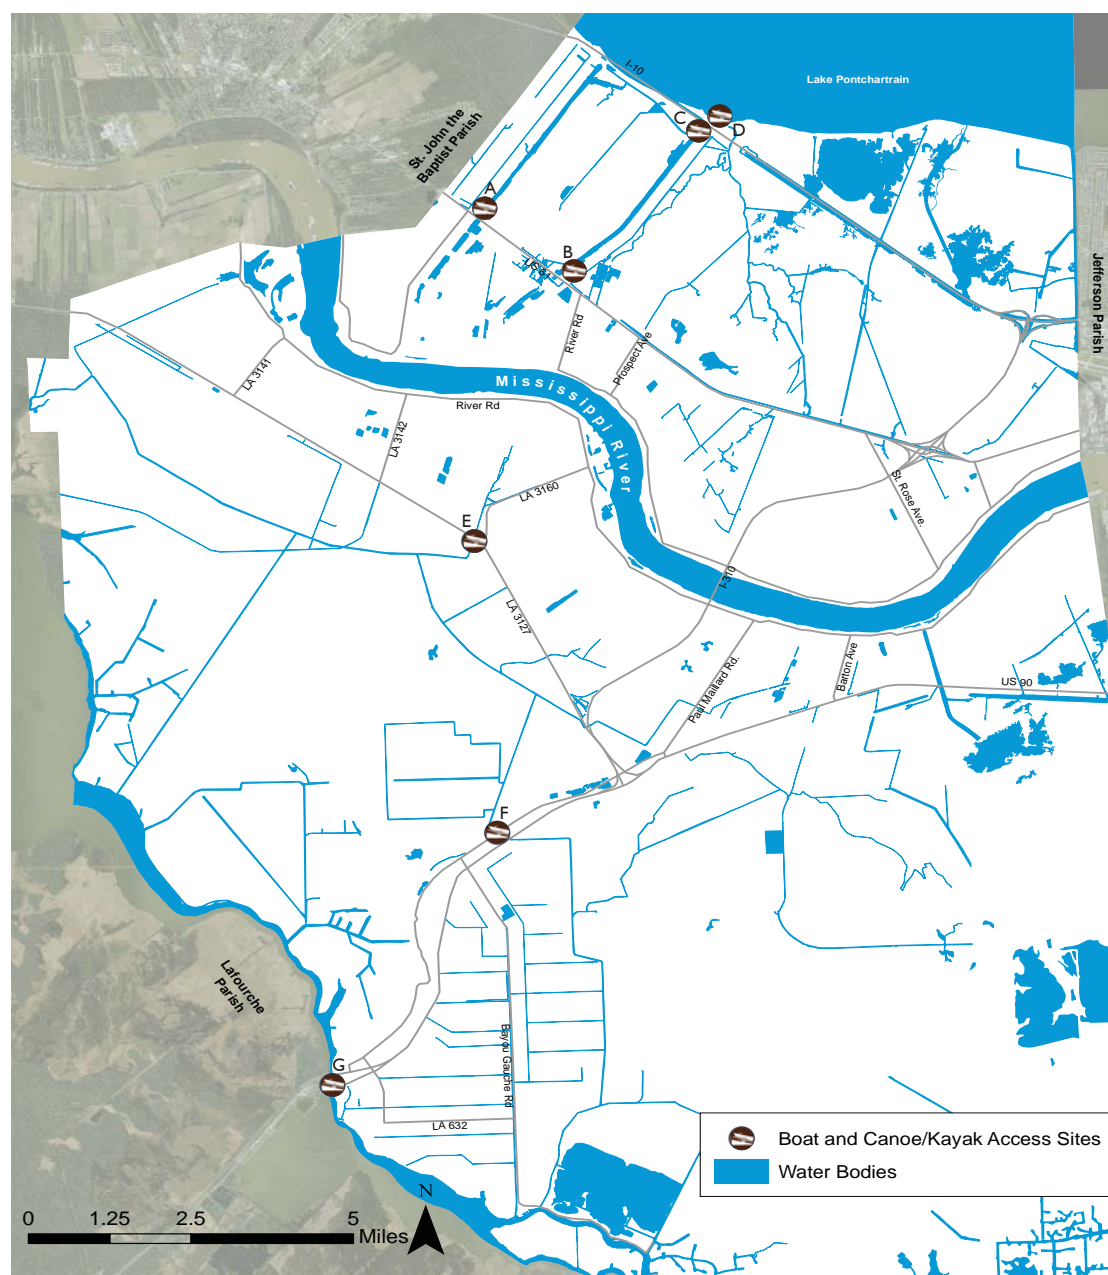 I-10
Lake Pontchartrain
C
D
St. John the
Baptist Parish
A
B
US 61
Jefferson Parish
River Rd
Prospect Ave
LA 3141
Mississippi River
River Rd
LA 3142
LA 3160
St. Rose Ave.
E
I-310
LA 3127
Barton Ave
Paul Maillard Rd.
US 90
F
Lafourche
Parish
Bayou Gauche Rd
G
LA 632
Boat and Canoe/Kayak Access Sites
Water Bodies
N
0 1.25 2.5 5
Miles